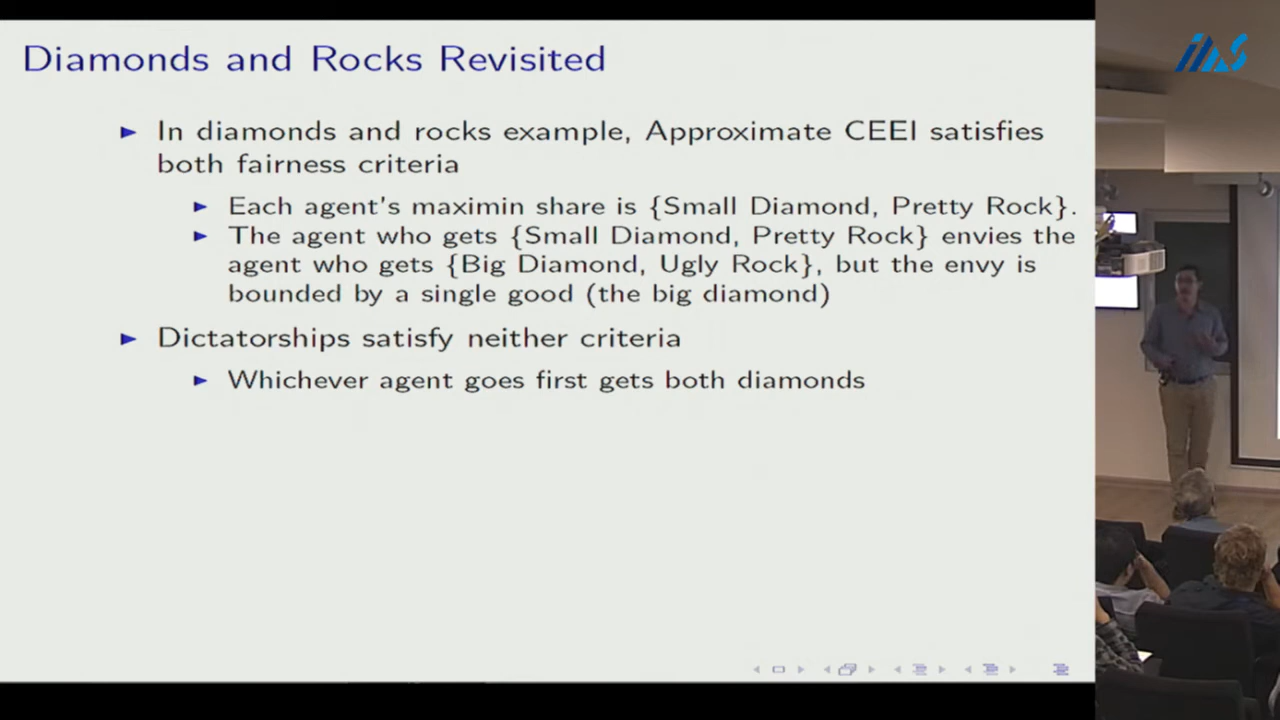 Diamonds and Rocks Revisited
► In diamonds and rocks example, Approximate CEEI satisfies
both fairness criteria
► Each agent's maximin share is {Small Diamond, Pretty Rock}.
► The agent who gets {Small Diamond, Pretty Rock} envies the
agent who gets {Big Diamond, Ugly Rock}, but the envy is
bounded by a single good (the big diamond)
► Dictatorships satisfy neither criteria
► Whichever agent goes first gets both diamonds
IIAS